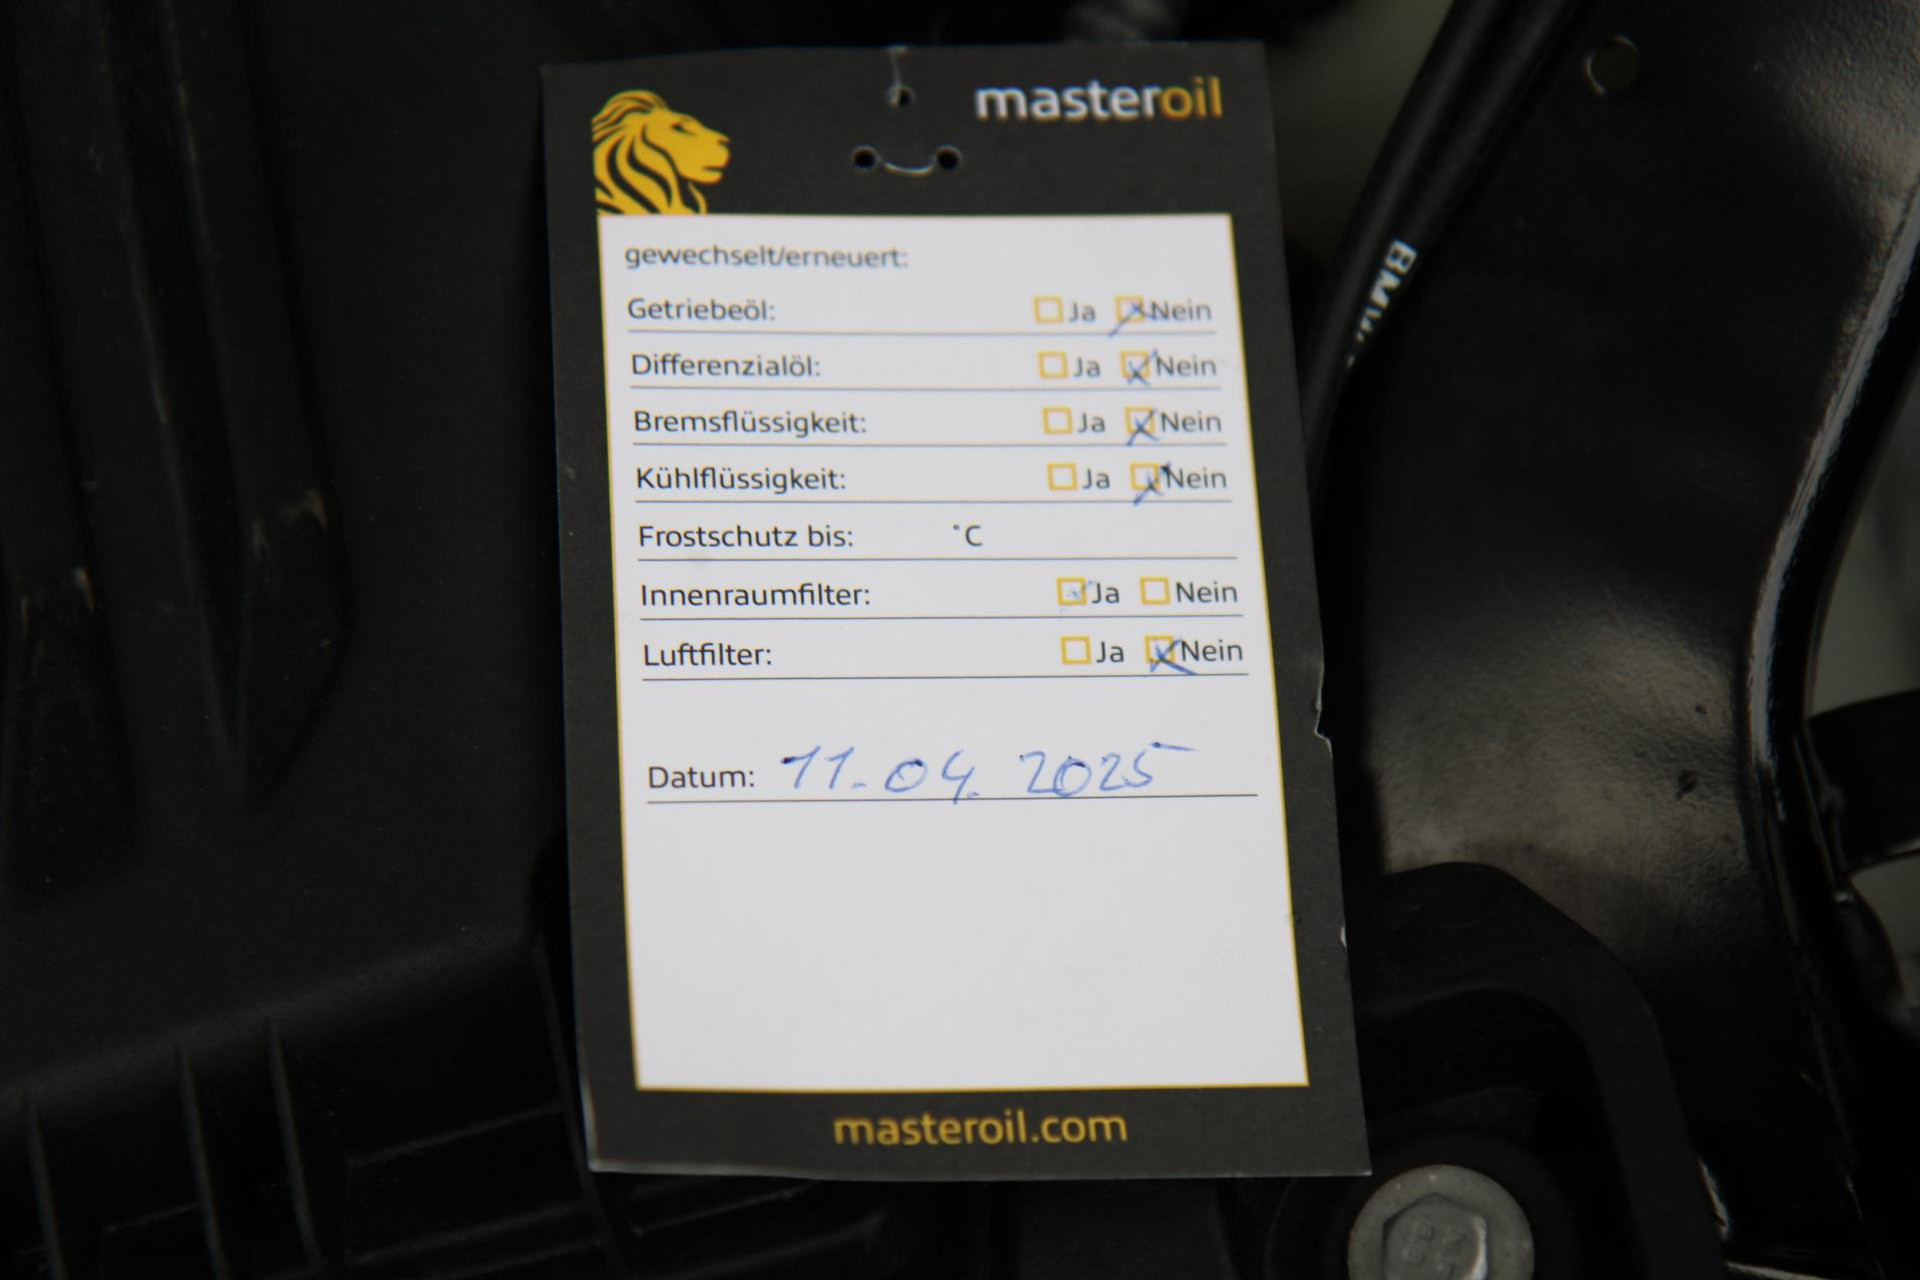 masteroil
gewechselt/erneuert:
Getriebeöl: ☐ Ja ☒ Nein
Differenzialöl: ☐ Ja ☒ Nein
Bremsflüssigkeit: ☐ Ja ☒ Nein
Kühlflüssigkeit: ☐ Ja ☒ Nein
Frostschutz bis: °C
Innenraumfilter: ☒ Ja ☐ Nein
Luftfilter: ☐ Ja ☒ Nein
Datum: 11.04.2025
masteroil.com
BMW